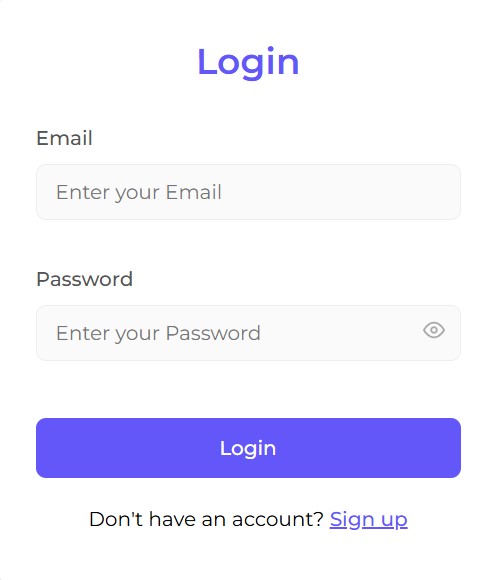 Login
Email
Enter your Email
Password
Enter your Password
Login
Don't have an account? Sign up